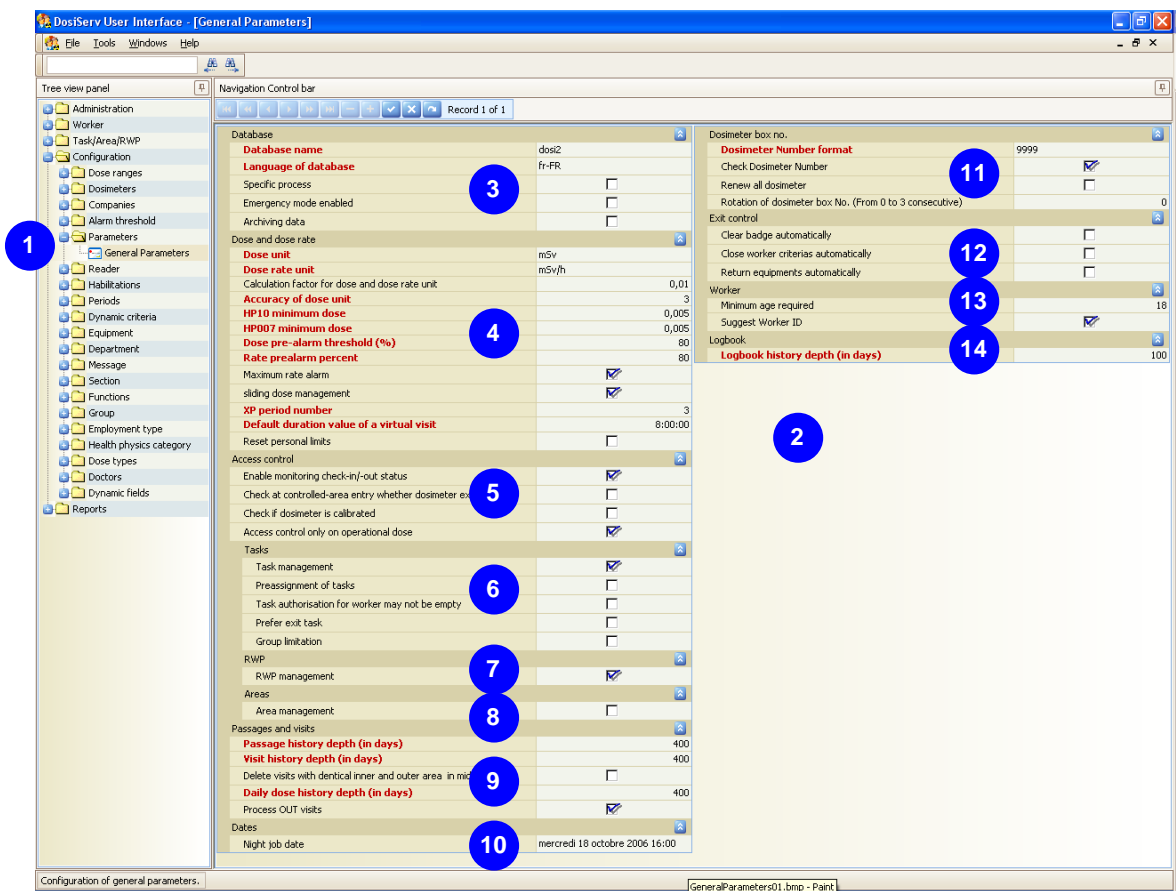 DosiServ User Interface - [General Parameters]
File Tools Windows Help
Tree view panel
Administration
Worker
Task/Area/RWP
Configuration
Dose ranges
Dosimeters
Companies
Alarm threshold
Parameters
General Parameters
Reader
Habilitations
Periods
Dynamic criteria
Equipment
Department
Message
Section
Functions
Group
Employment type
Health physics category
Dose types
Doctors
Dynamic fields
Reports
1
Navigation Control bar
Record 1 of 1
Database
Database name dosi2
Language of database fr-FR
Specific process
3
Emergency mode enabled
Archiving data
Dose and dose rate
Dose unit mSv
Dose rate unit mSv/h
Calculation factor for dose and dose rate unit 0,01
Accuracy of dose unit 3
HP10 minimum dose 0,005
HP007 minimum dose 0,005
4
Dose pre-alarm threshold (%) 80
Rate prealarm percent 80
Maximum rate alarm
sliding dose management
XP period number 3
Default duration value of a virtual visit 8:00:00
Reset personal limits
Access control
Enable monitoring check-in/-out status
5
Check at controlled-area entry whether dosimeter
Check if dosimeter is calibrated
Access control only on operational dose
Tasks
Task management
Preassignment of tasks
6
Task authorisation for worker may not be empty
Prefer exit task
Group limitation
RWP
7
RWP management
Areas
Area management
8
Passages and visits
Passage history depth (in days) 400
Visit history depth (in days) 400
Delete visits with dentical inner and outer area in
9
Daily dose history depth (in days) 400
Process OUT visits
Dates
Night job date mercredi 18 octobre 2006 16:00
10
Dosimeter box no.
Dosimeter Number format 9999
Check Dosimeter Number
11
Renew all dosimeter
Rotation of dosimeter box No. (From 0 to 3 consecutive) 0
Exit control
Clear badge automatically
Close worker criterias automatically
12
Return equipments automatically
Worker
13
Minimum age required 18
Suggest Worker ID
Logbook
14
Logbook history depth (in days) 100
2
Configuration of general parameters.
GeneralParameters01.bmp - Paint